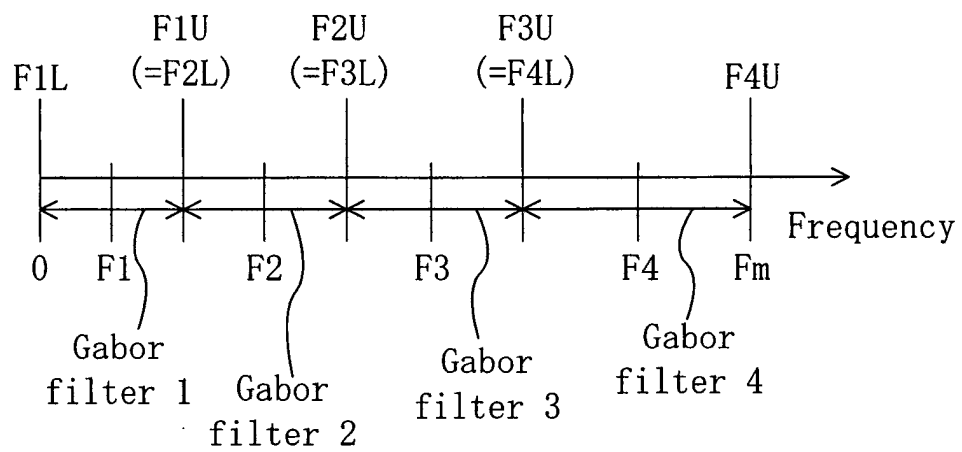 F1U
(=F2L)
F2U
(=F3L)
F3U
(=F4L)
F1L
F4U
Frequency
0
F1
F2
F3
F4
Fm
Gabor
filter 1
Gabor
filter 2
Gabor
filter 3
Gabor
filter 4